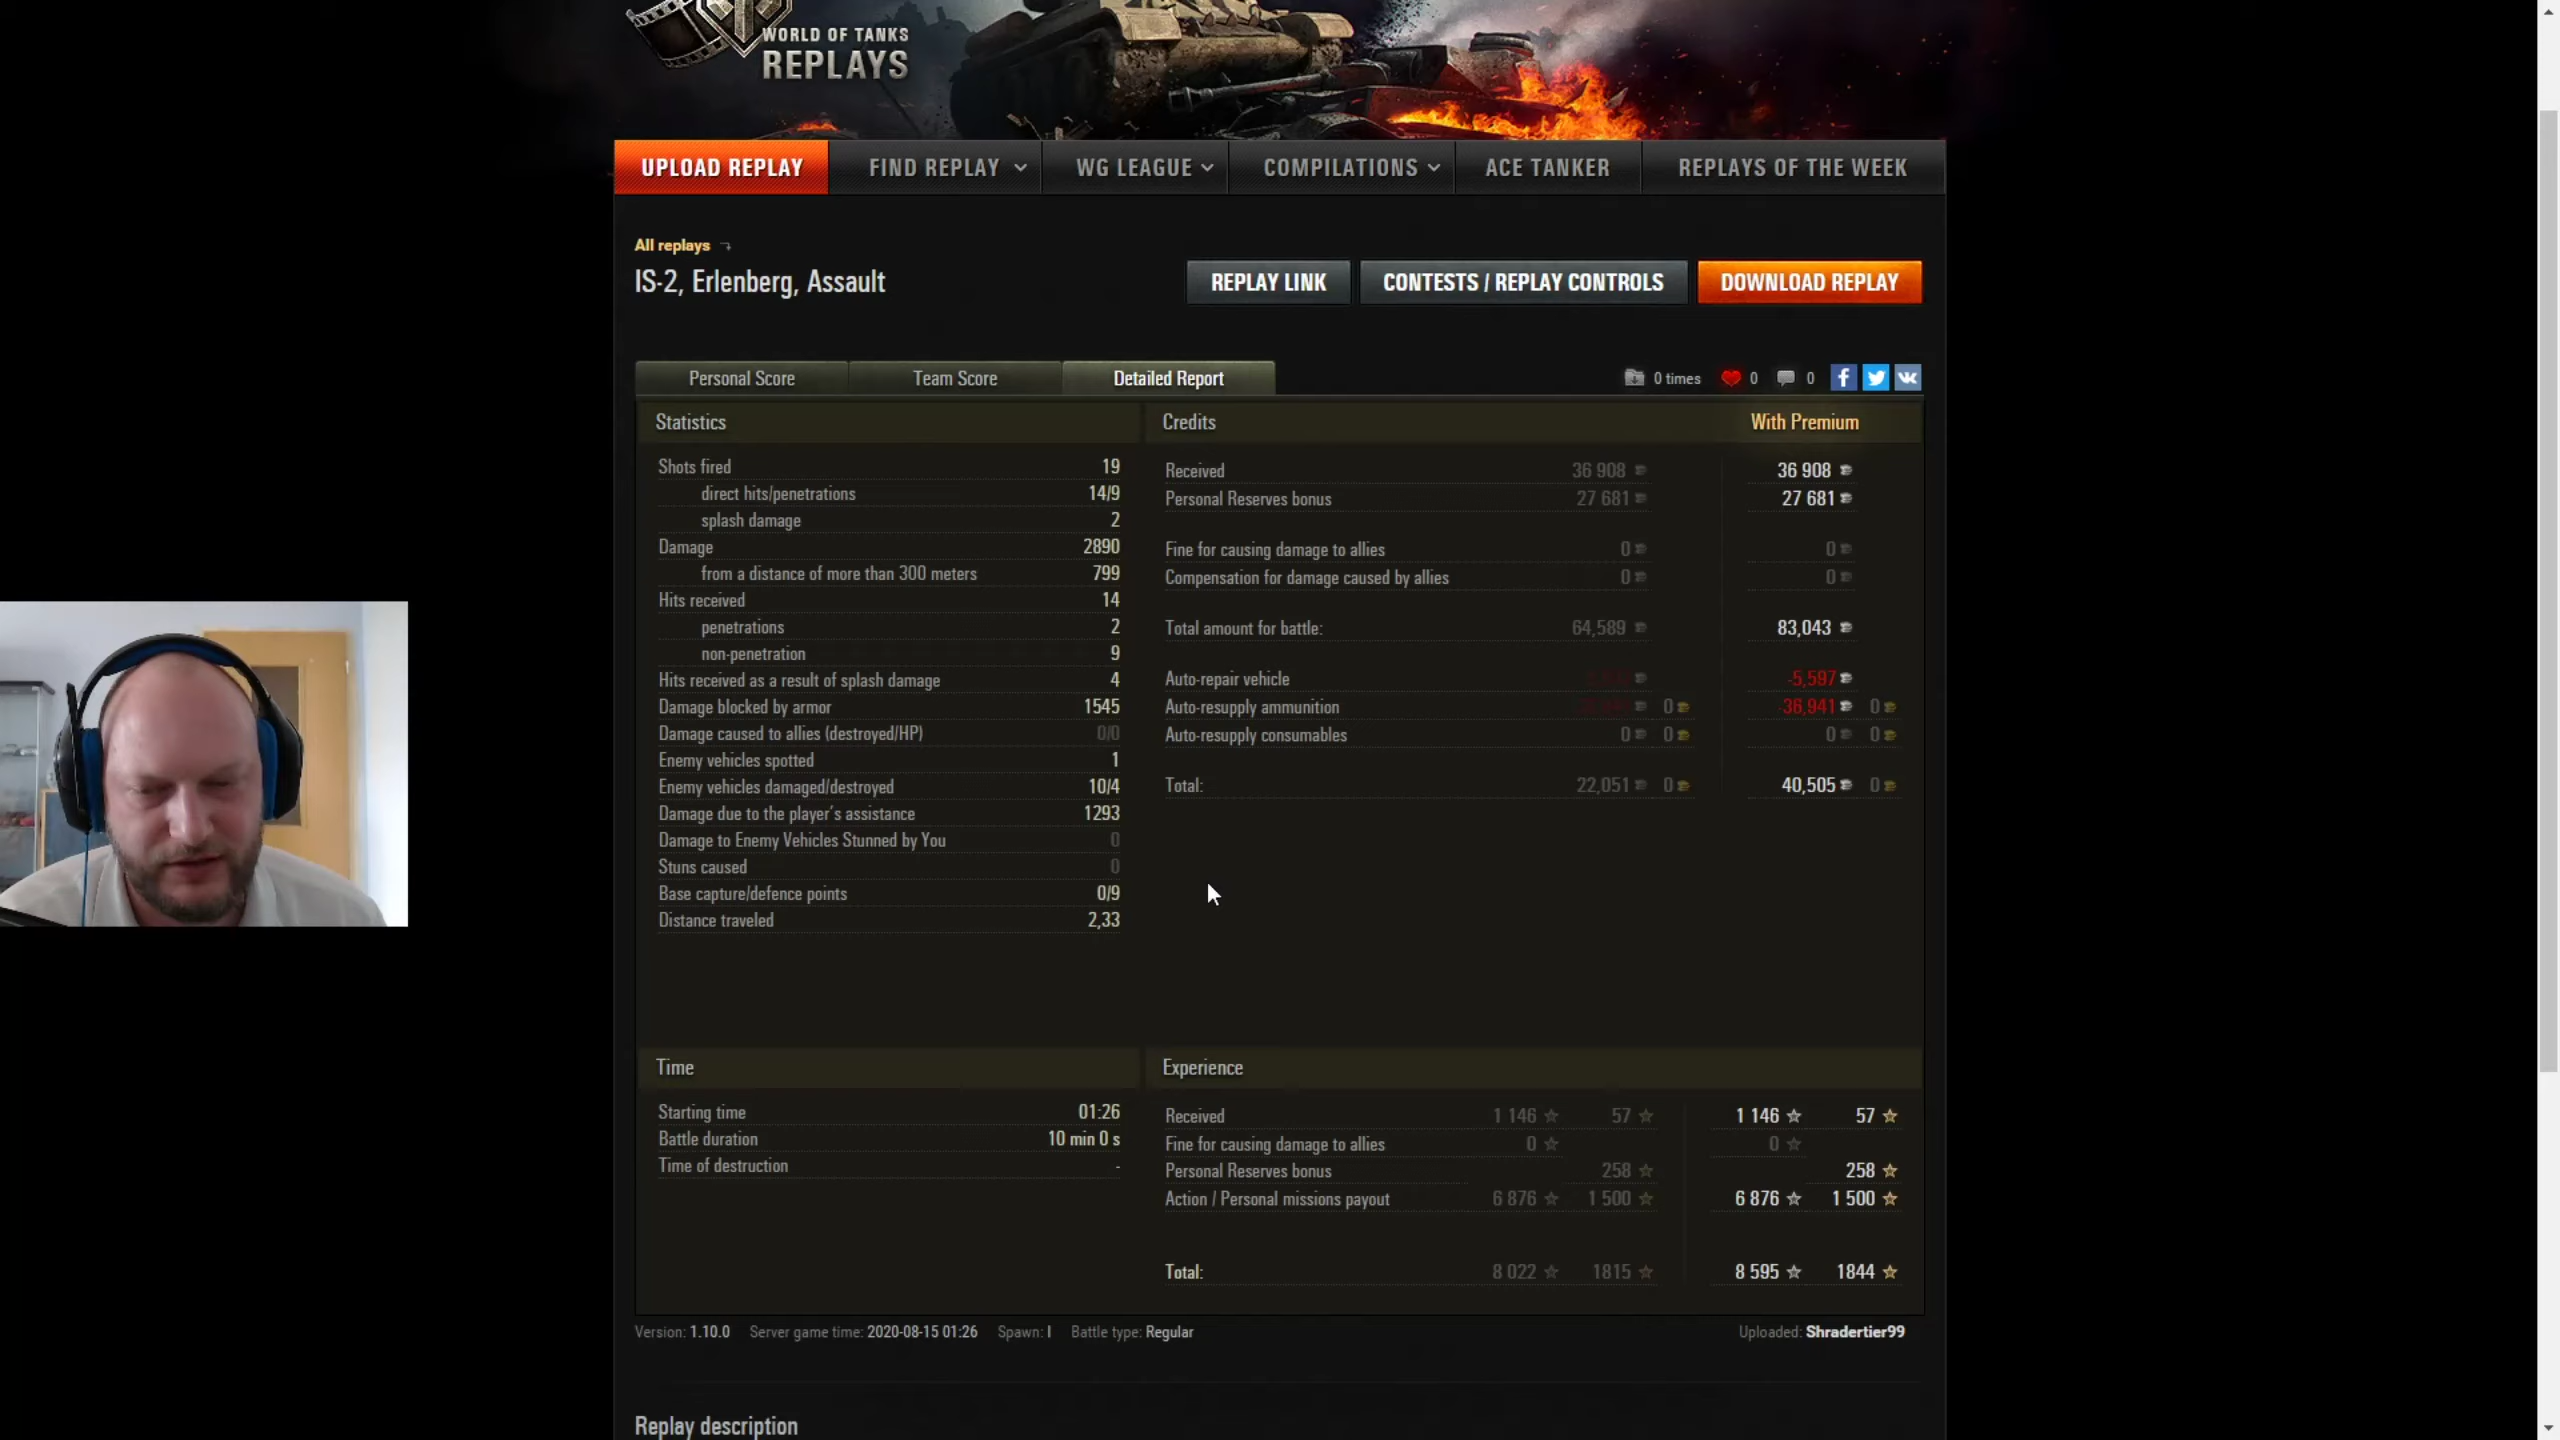 WORLD OF TANKS
REPLAYS
UPLOAD REPLAY FIND REPLAY WG LEAGUE COMPILATIONS ACE TANKER REPLAYS OF THE WEEK
All replays
IS-2, Erlenberg, Assault
REPLAY LINK CONTESTS / REPLAY CONTROLS DOWNLOAD REPLAY
Personal Score Team Score Detailed Report 0 times 0 0
Statistics
Shots fired 19
direct hits/penetrations 14/9
splash damage 2
Damage 2890
from a distance of more than 300 meters 799
Hits received 14
penetrations 2
non-penetration 9
Hits received as a result of splash damage 4
Damage blocked by armor 1545
Damage caused to allies (destroyed/HP) 0/0
Enemy vehicles spotted 1
Enemy vehicles damaged/destroyed 10/4
Damage due to the player's assistance 1293
Damage to Enemy Vehicles Stunned by You 0
Stuns caused 0
Base capture/defence points 0/9
Distance traveled 2,33
Credits With Premium
Received 36 908 36 908
Personal Reserves bonus 27 681 27 681
Fine for causing damage to allies 0 0
Compensation for damage caused by allies 0 0
Total amount for battle: 64,589 83,043
Auto-repair vehicle -5,597
Auto-resupply ammunition 0 -36,941 0
Auto-resupply consumables 0 0 0 0
Total: 22,051 0 40,505 0
Time
Starting time 01:26
Battle duration 10 min 0 s
Time of destruction -
Experience
Received 1 146 57 1 146 57
Fine for causing damage to allies 0 0
Personal Reserves bonus 258 258
Action / Personal missions payout 6 876 1 500 6 876 1 500
Total: 8 022 1815 8 595 1844
Version: 1.10.0 Server game time: 2020-08-15 01:26 Spawn: I Battle type: Regular Uploaded: Shradertier99
Replay description